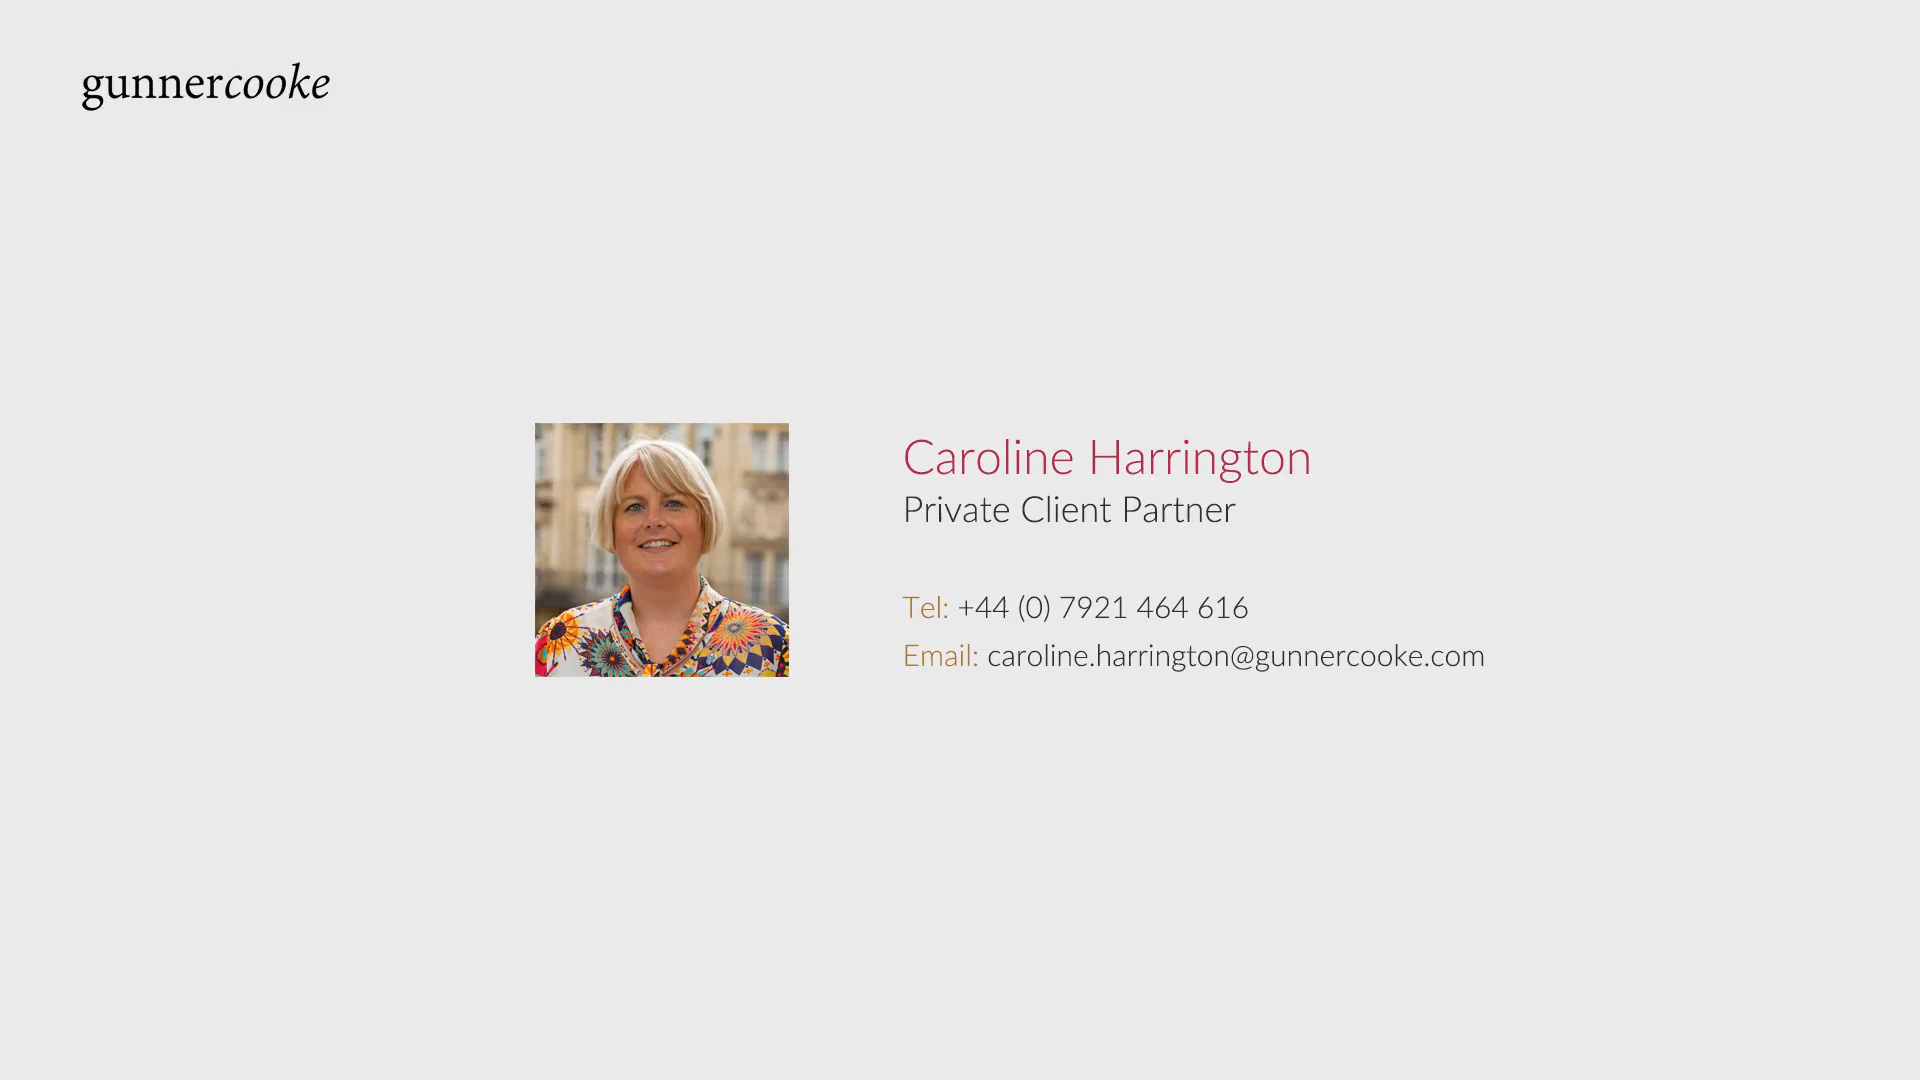 gunnercooke
Caroline Harrington
Private Client Partner
Tel: +44 (0) 7921 464 616
Email: caroline.harrington@gunnercooke.com